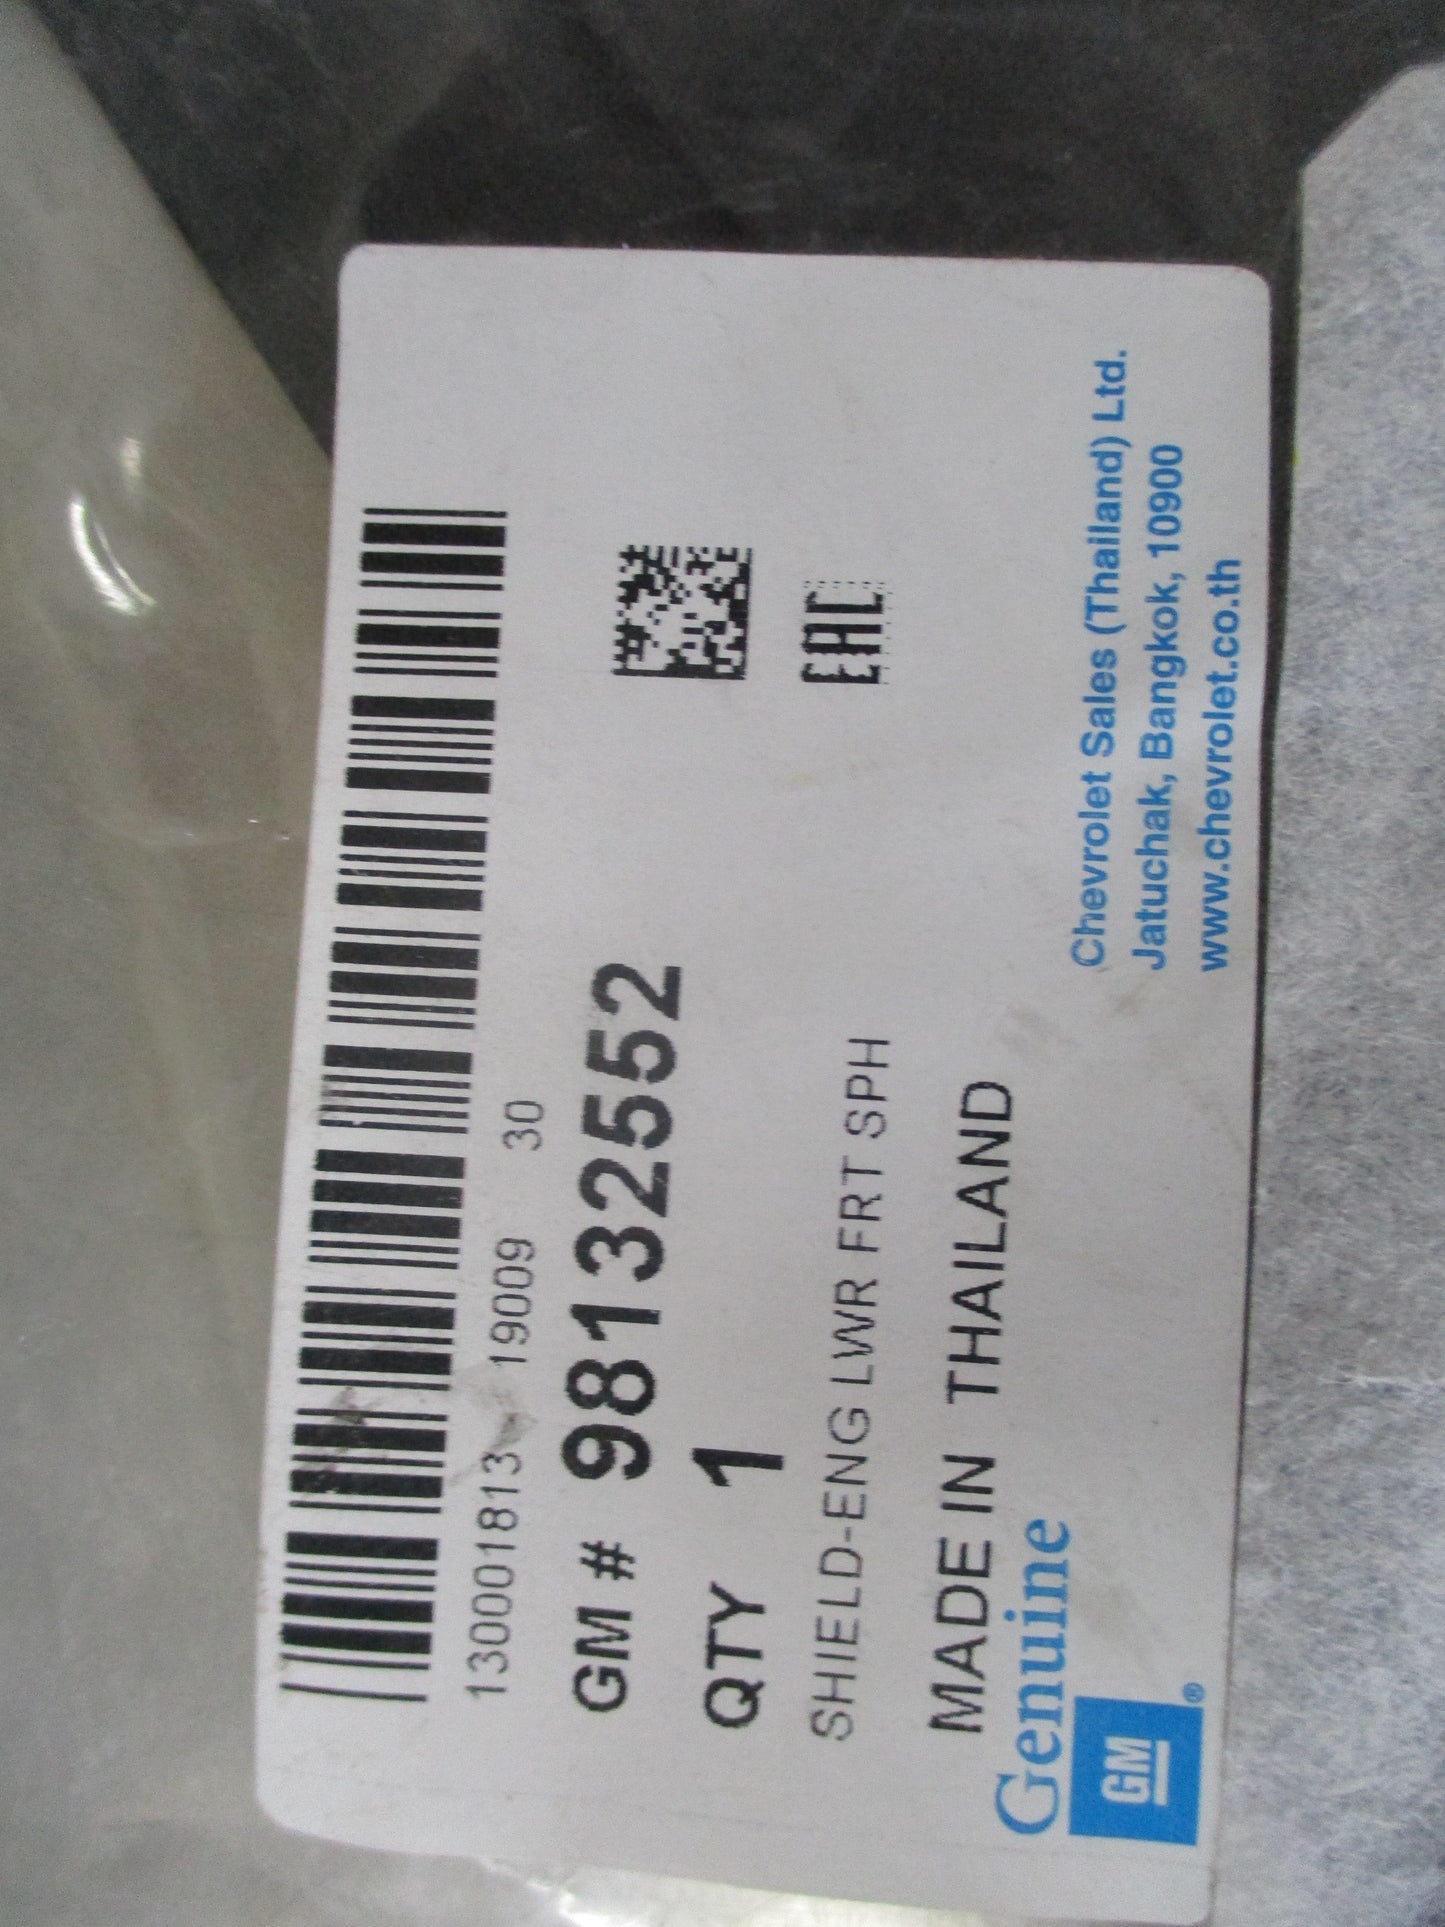 130001813 19009 30
GM # 98132552
QTY 1
SHIELD-ENG LWR FRT SPH
EAC
MADE IN THAILAND
Genuine
GM
®
Chevrolet Sales (Thailand) Ltd.
Jatuchak, Bangkok, 10900
www.chevrolet.co.th